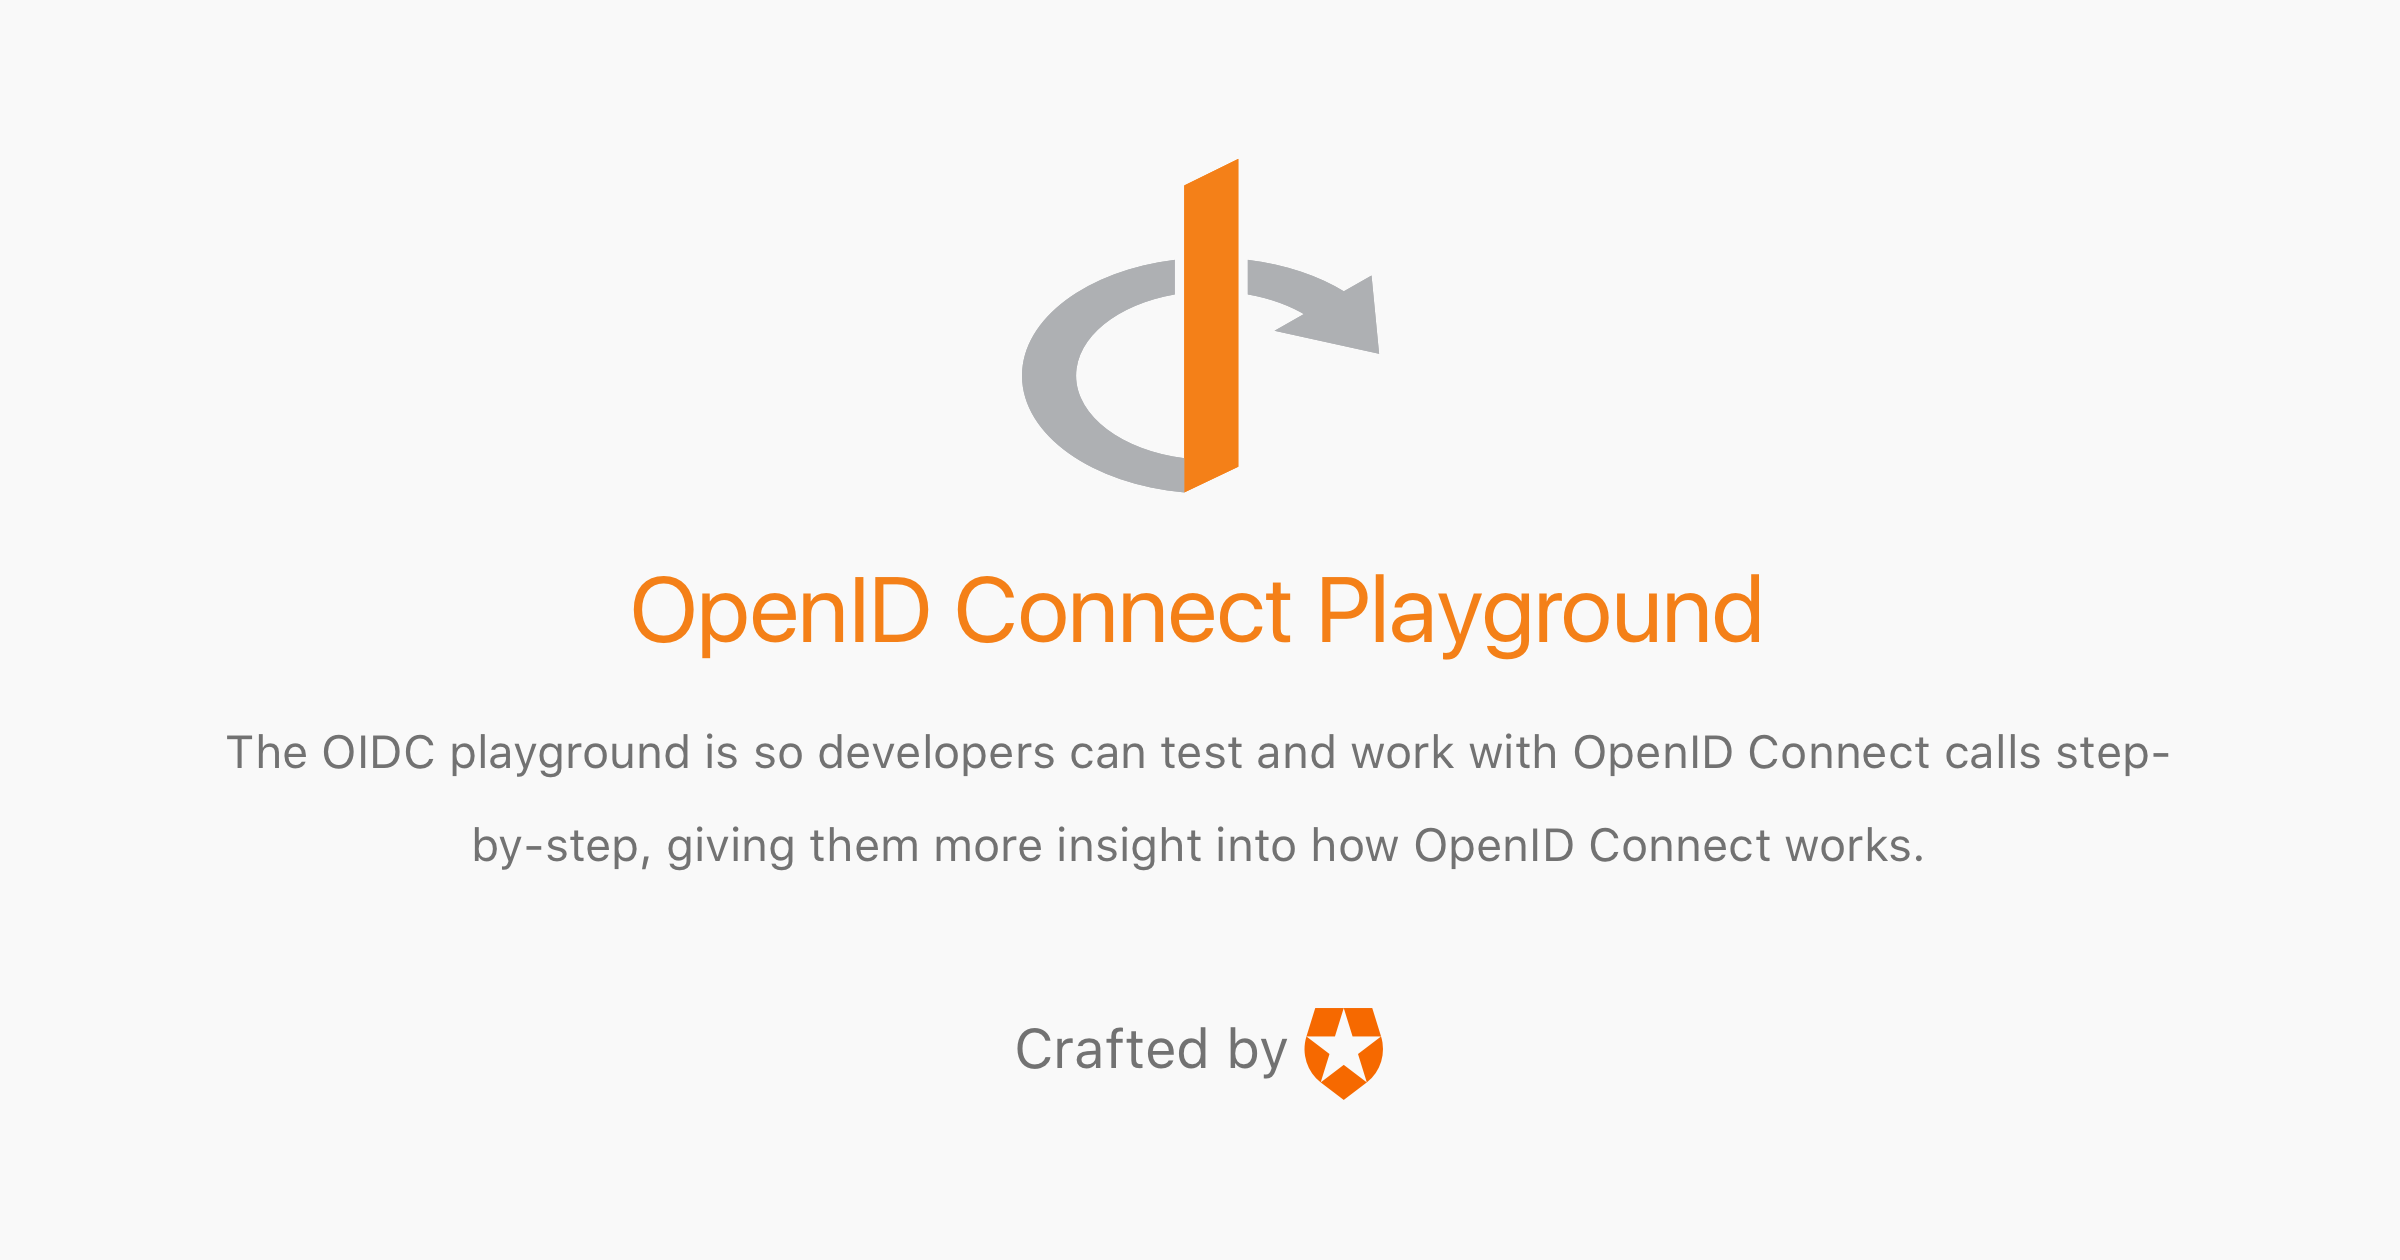 OpenID Connect Playground
The OIDC playground is so developers can test and work with OpenID Connect calls step-
by-step, giving them more insight into how OpenID Connect works.
Crafted by